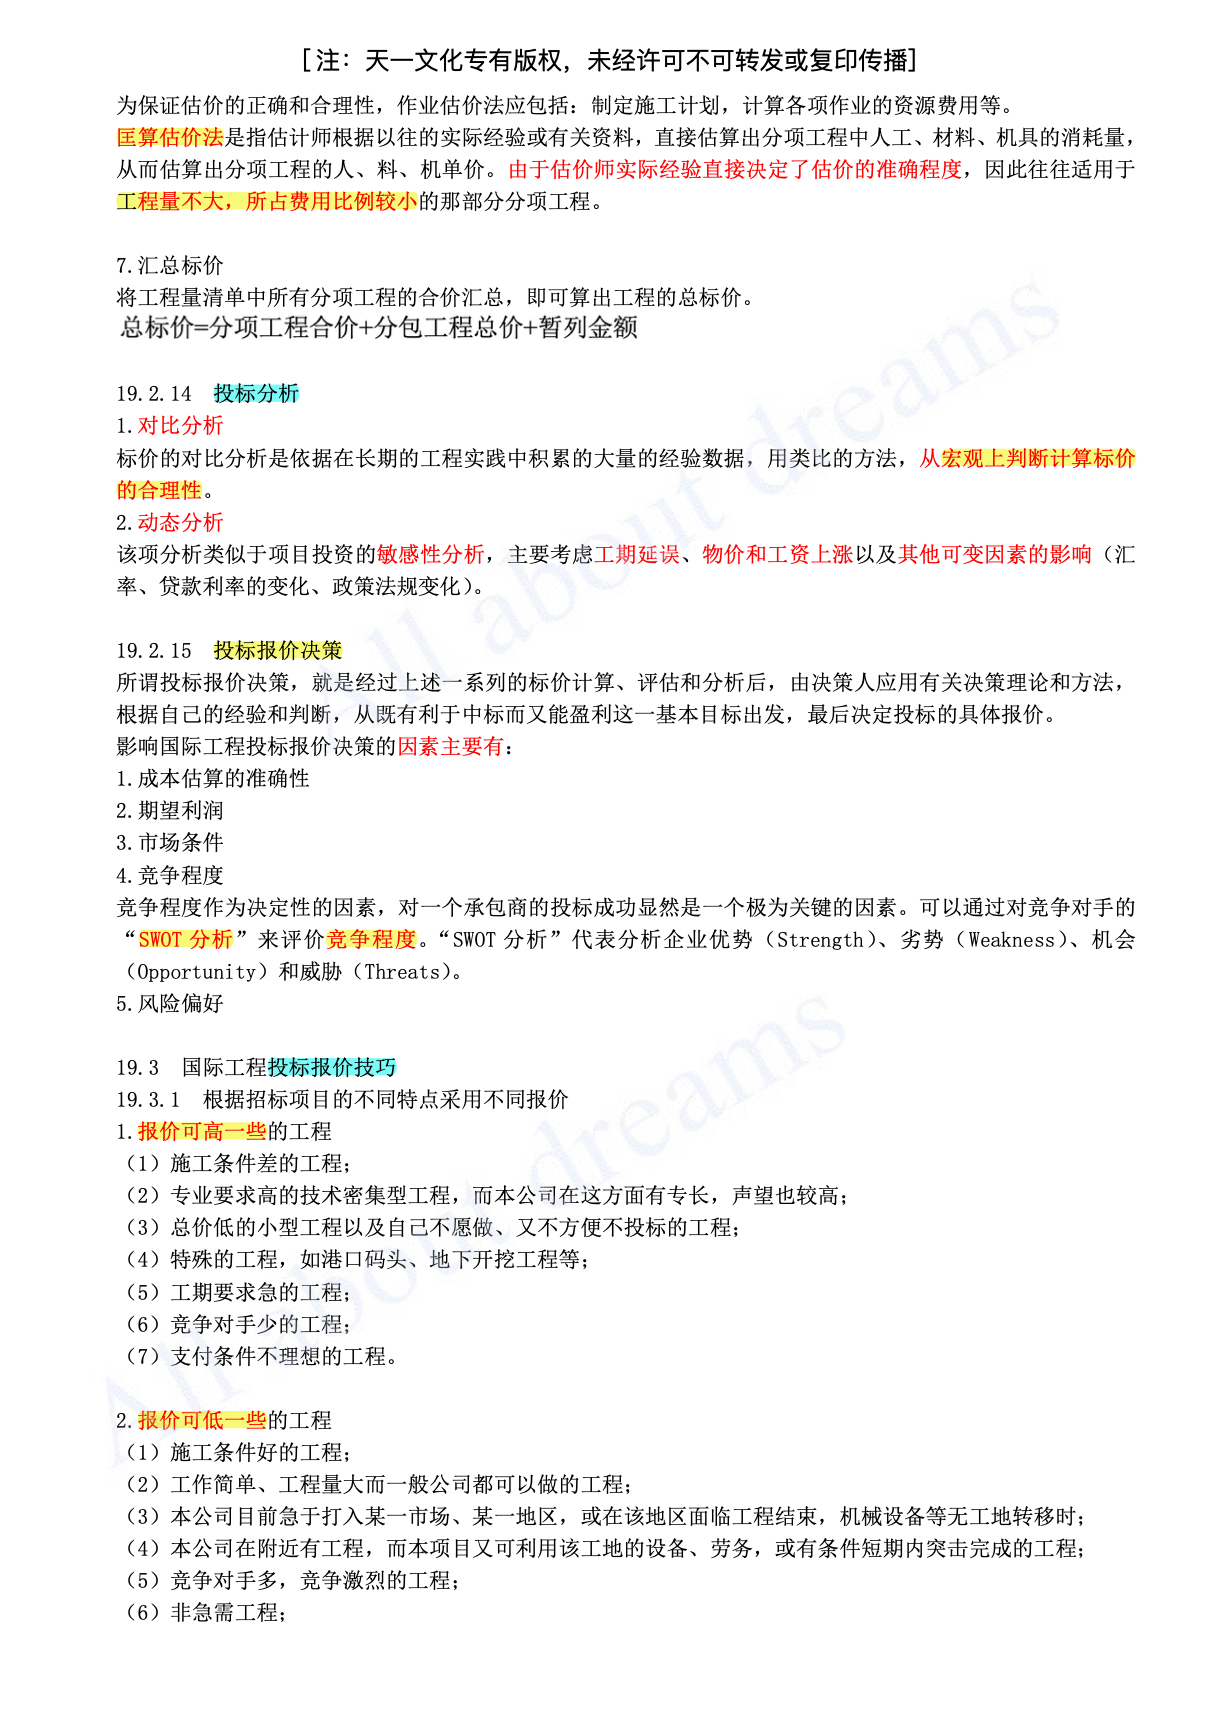 [注：天一文化专有版权，未经许可不可转发或复印传播]
为保证估价的正确和合理性，作业估价法应包括：制定施工计划，计算各项作业的资源费用等。
匡算估价法是指估计师根据以往的实际经验或有关资料，直接估算出分项工程中人工、材料、机具的消耗量，
从而估算出分项工程的人、料、机单价。由于估价师实际经验直接决定了估价的准确程度，因此往往适用于
工程量不大，所占费用比例较小的那部分分项工程。
7.汇总标价
将工程量清单中所有分项工程的合价汇总，即可算出工程的总标价。
总标价=分项工程合价+分包工程总价+暂列金额
19.2.14 投标分析
1.对比分析
标价的对比分析是依据在长期的工程实践中积累的大量的经验数据，用类比的方法，从宏观上判断计算标价
的合理性。
2.动态分析
该项分析类似于项目投资的敏感性分析，主要考虑工期延误、物价和工资上涨以及其他可变因素的影响（汇
率、贷款利率的变化、政策法规变化）。
19.2.15 投标报价决策
所谓投标报价决策，就是经过上述一系列的标价计算、评估和分析后，由决策人应用有关决策理论和方法，
根据自己的经验和判断，从既有利于中标而又能盈利这一基本目标出发，最后决定投标的具体报价。
影响国际工程投标报价决策的因素主要有：
1.成本估算的准确性
2.期望利润
3.市场条件
4.竞争程度
竞争程度作为决定性的因素，对一个承包商的投标成功显然是一个极为关键的因素。可以通过对竞争对手的
“SWOT 分析”来评价竞争程度。“SWOT 分析”代表分析企业优势（Strength）、劣势（Weakness）、机会
（Opportunity）和威胁（Threats）。
5.风险偏好
19.3 国际工程投标报价技巧
19.3.1 根据招标项目的不同特点采用不同报价
1.报价可高一些的工程
（1）施工条件差的工程；
（2）专业要求高的技术密集型工程，而本公司在这方面有专长，声望也较高；
（3）总价低的小型工程以及自己不愿做、又不方便不投标的工程；
（4）特殊的工程，如港口码头、地下开挖工程等；
（5）工期要求急的工程；
（6）竞争对手少的工程；
（7）支付条件不理想的工程。
2.报价可低一些的工程
（1）施工条件好的工程；
（2）工作简单、工程量大而一般公司都可以做的工程；
（3）本公司目前急于打入某一市场、某一地区，或在该地区面临工程结束，机械设备等无工地转移时；
（4）本公司在附近有工程，而本项目又可利用该工地的设备、劳务，或有条件短期内突击完成的工程；
（5）竞争对手多，竞争激烈的工程；
（6）非急需工程；
All about dreams
All about dreams